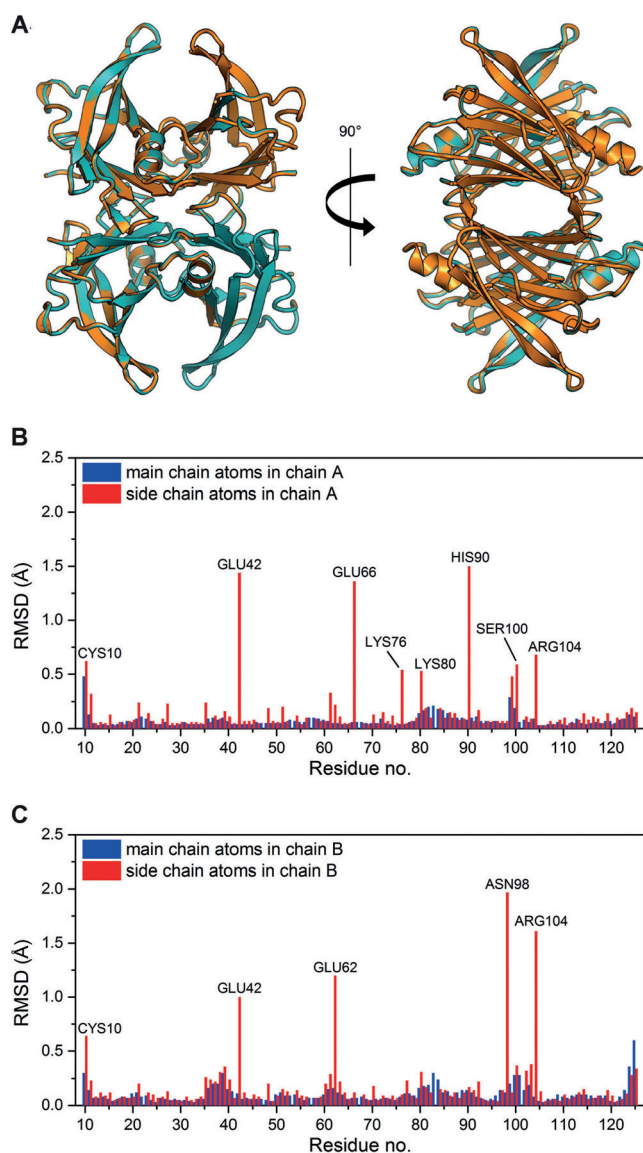 A
90°
B
2.5
2.0
1.5
1.0
0.5
0.0
RMSD (Å)
main chain atoms in chain A
side chain atoms in chain A
CYS10
GLU42
GLU66
LYS76
LYS80
HIS90
SER100
ARG104
10 20 30 40 50 60 70 80 90 100 110 120
Residue no.
C
2.5
2.0
1.5
1.0
0.5
0.0
RMSD (Å)
main chain atoms in chain B
side chain atoms in chain B
CYS10
GLU42
GLU62
ASN98
ARG104
10 20 30 40 50 60 70 80 90 100 110 120
Residue no.